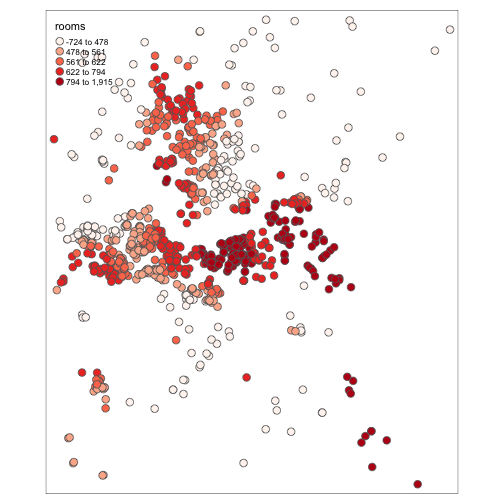 rooms
-724 to 478
478 to 561
561 to 622
622 to 794
794 to 1,915